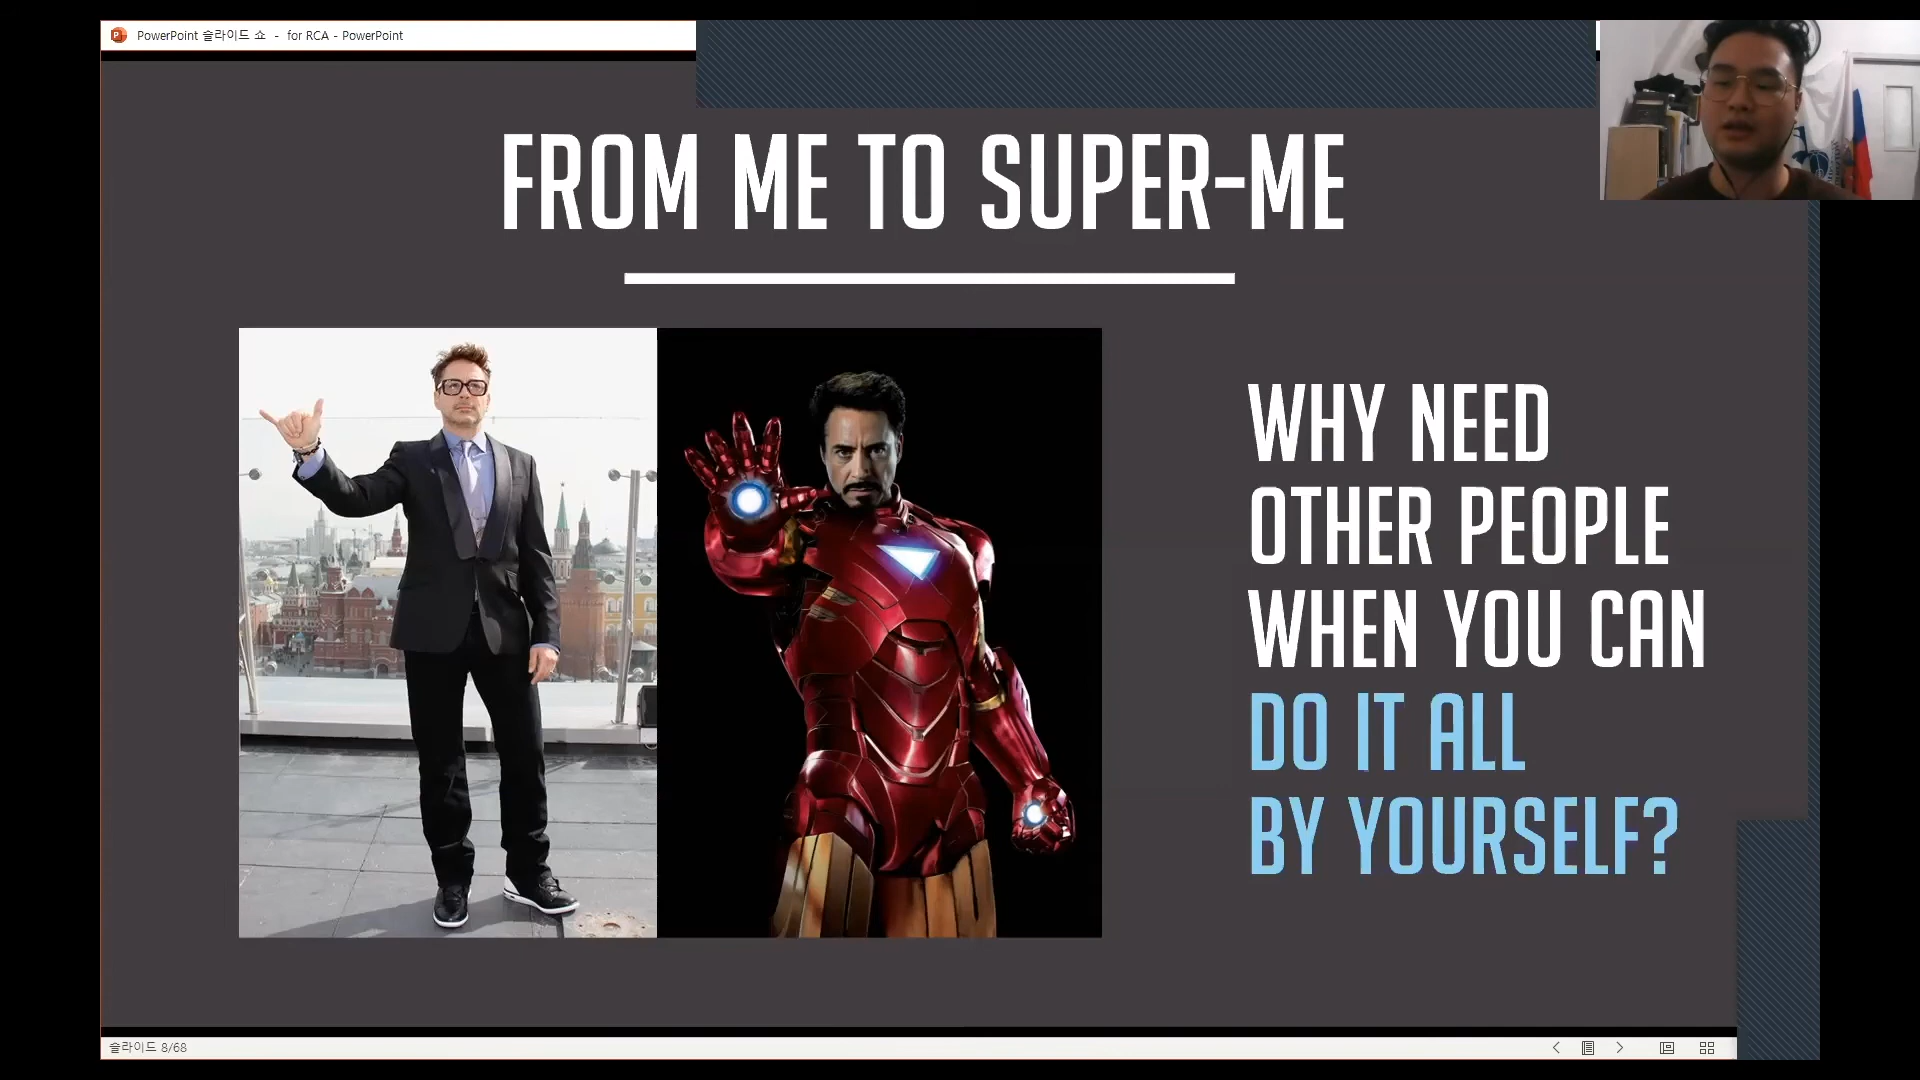 PowerPoint 슬라이드 쇼 - for RCA - PowerPoint
FROM ME TO SUPER-ME
WHY NEED
OTHER PEOPLE
WHEN YOU CAN
DO IT ALL
BY YOURSELF?
슬라이드 8/68